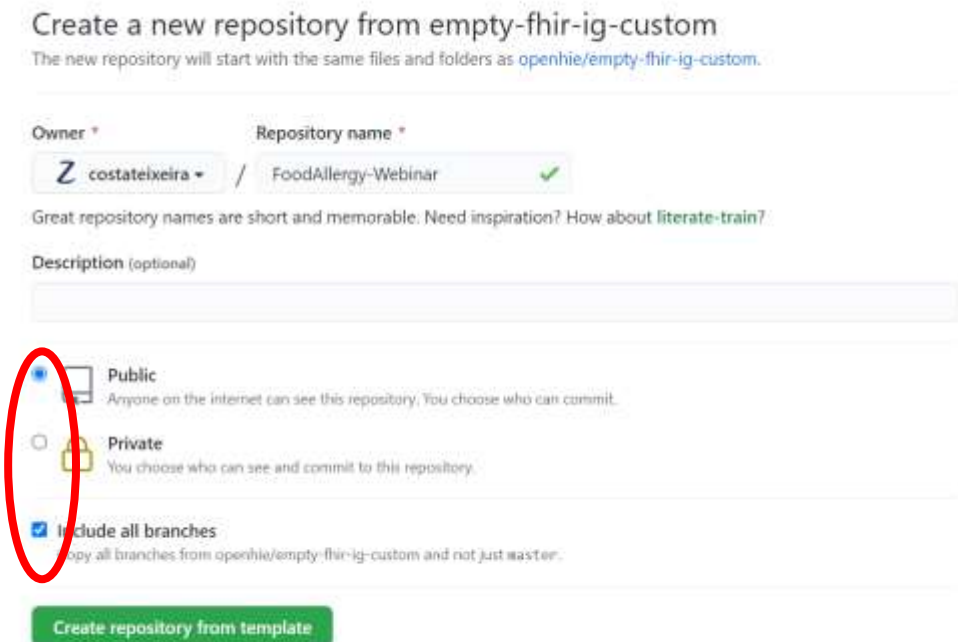 Create a new repository from empty-fhir-ig-custom
The new repository will start with the same files and folders as openhie/empty-fhir-ig-custom.
Owner * Repository name *
Z costateixeira / FoodAllergy-Webinar
Great repository names are short and memorable. Need inspiration? How about literate-train?
Description (optional)
Public
Anyone on the internet can see this repository. You choose who can commit.
Private
You choose who can see and commit to this repository.
Include all branches
Copy all branches from openhie/empty-fhir-ig-custom and not just master.
Create repository from template